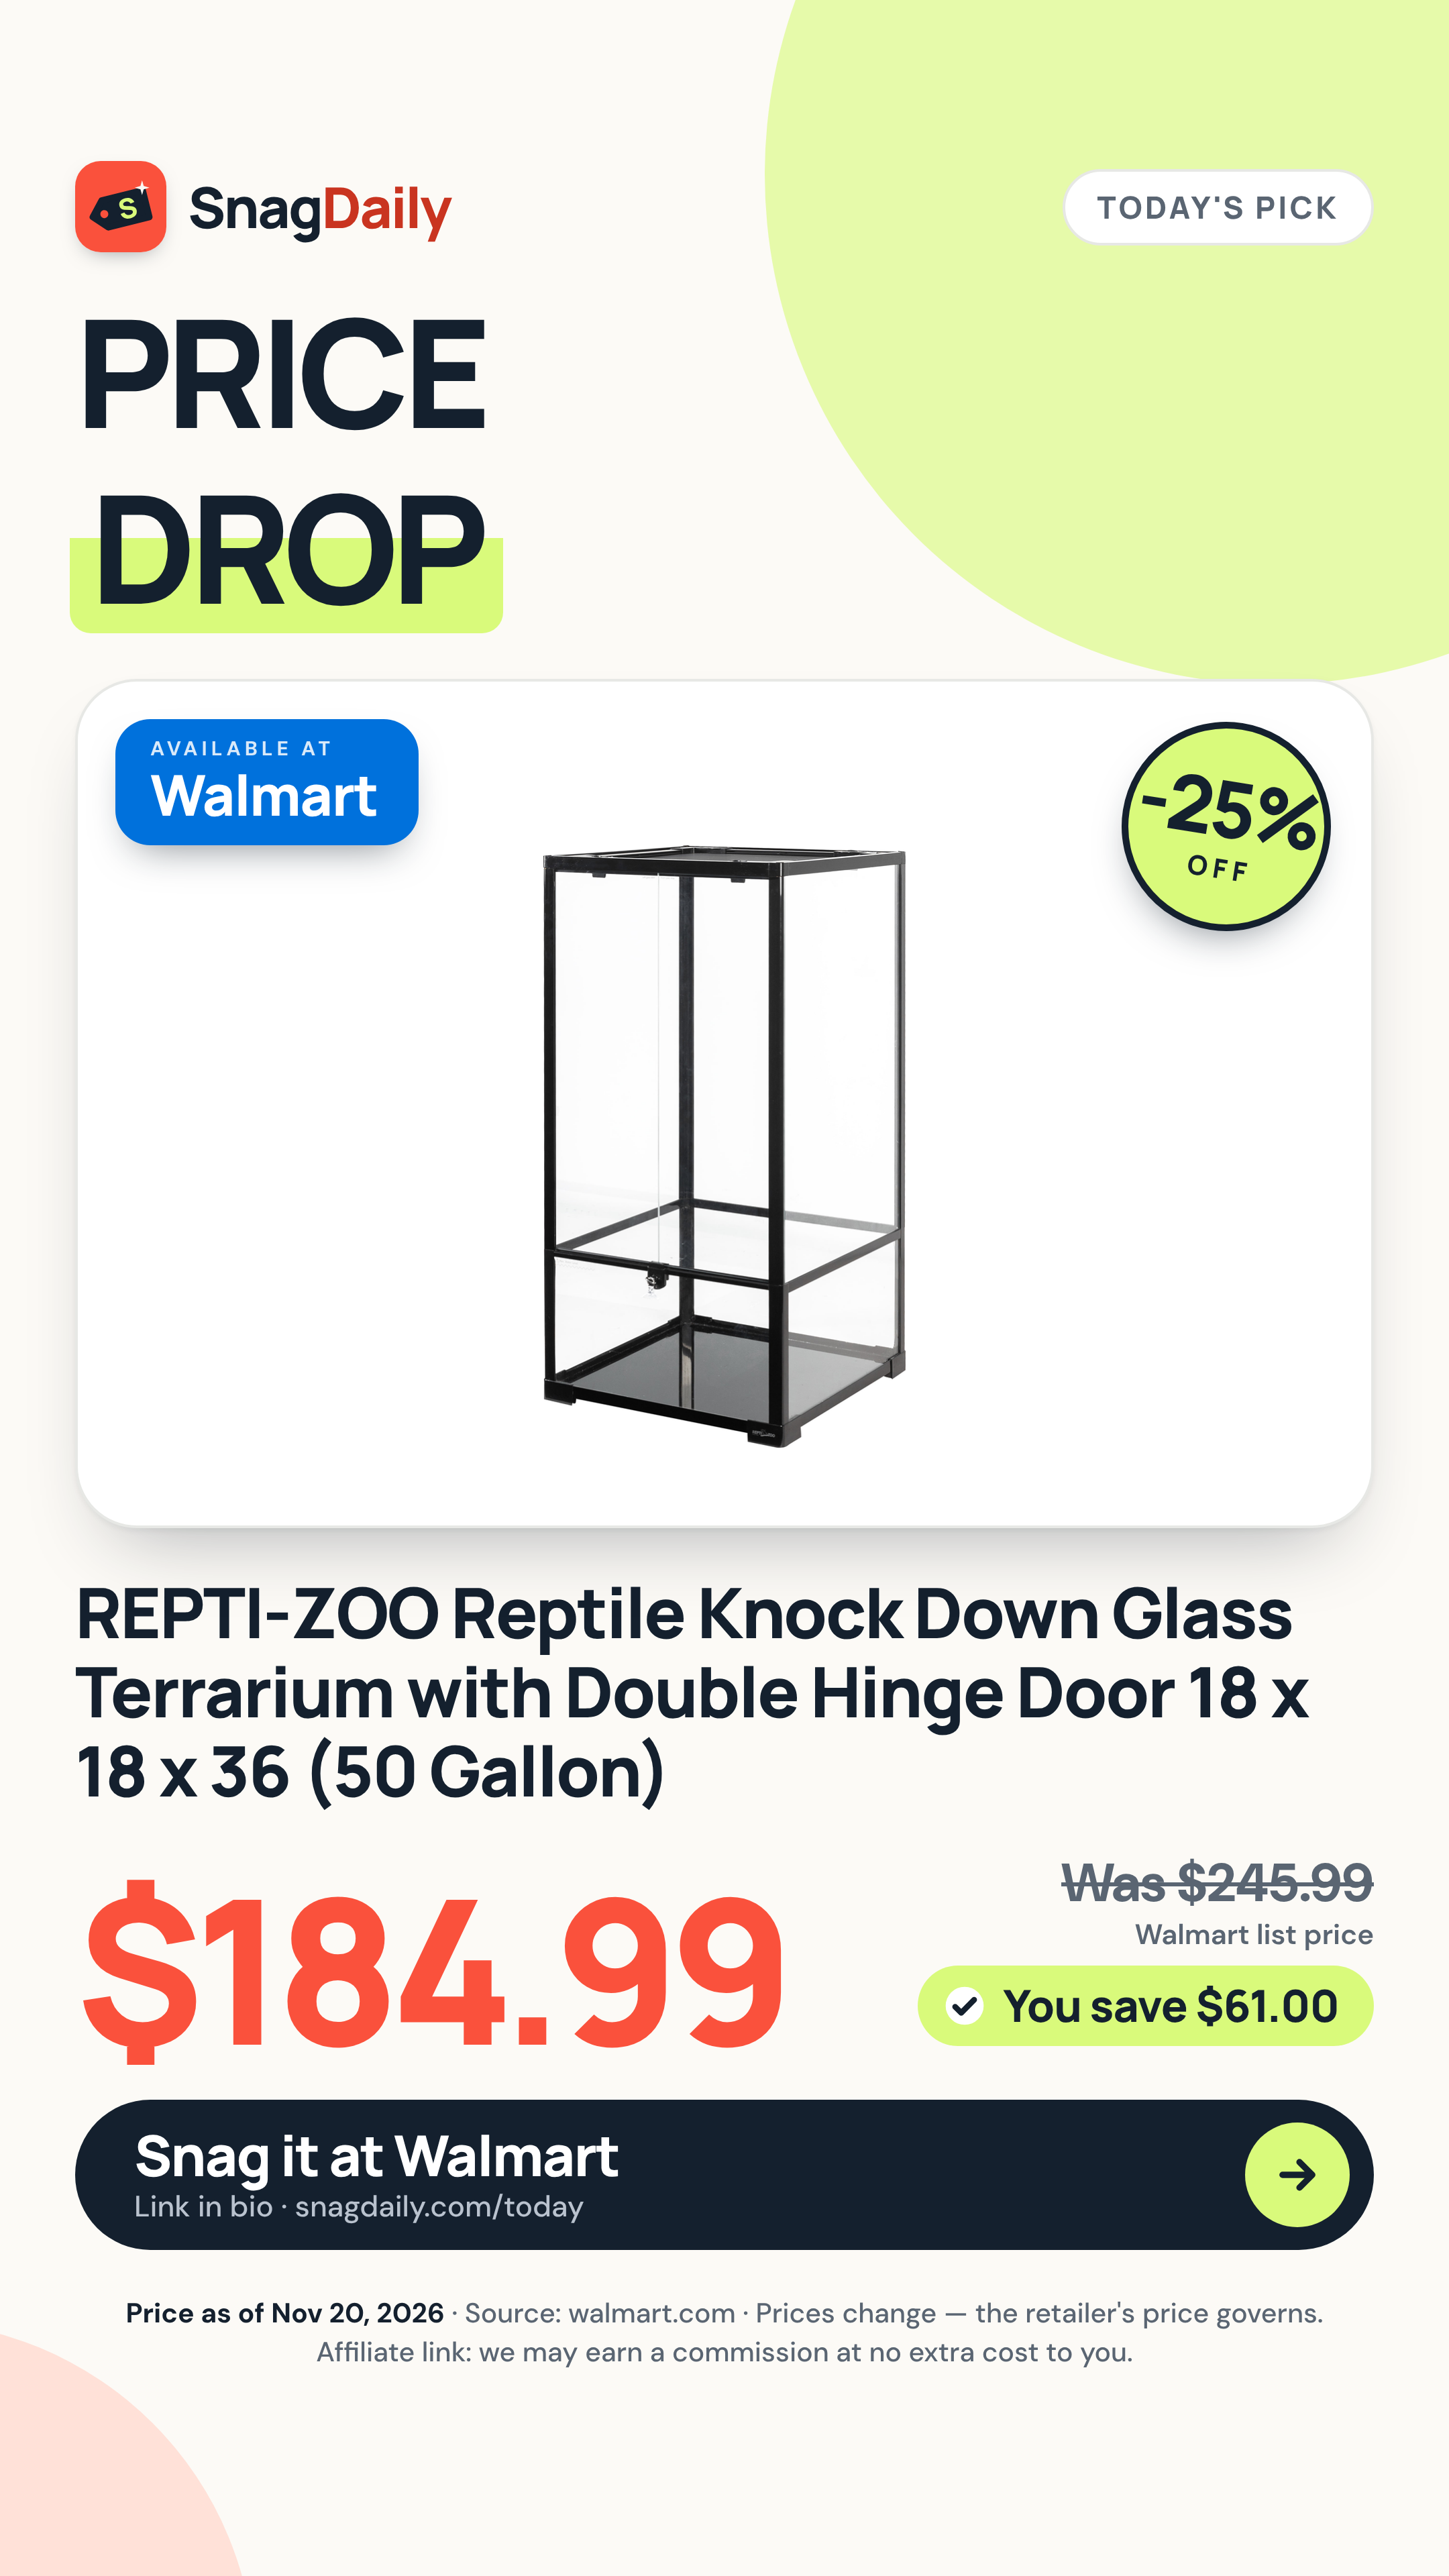 S
SnagDaily
TODAY'S PICK
PRICE
DROP
AVAILABLE AT
Walmart
-25%
OFF
REPTI-ZOO Reptile Knock Down Glass
Terrarium with Double Hinge Door 18 x
18 x 36 (50 Gallon)
$184.99
Was $245.99
Walmart list price
You save $61.00
Snag it at Walmart
Link in bio · snagdaily.com/today
Price as of Nov 20, 2026 · Source: walmart.com · Prices change — the retailer's price governs.
Affiliate link: we may earn a commission at no extra cost to you.